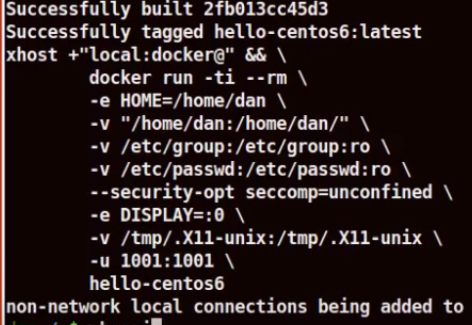 Successfully built 2fb013cc45d3
Successfully tagged hello-centos6:latest
xhost +"local:docker@" && \
docker run -ti --rm \
-e HOME=/home/dan \
-v "/home/dan:/home/dan/" \
-v /etc/group:/etc/group:ro \
-v /etc/passwd:/etc/passwd:ro \
--security-opt seccomp=unconfined \
-e DISPLAY=:0 \
-v /tmp/.X11-unix:/tmp/.X11-unix \
-u 1001:1001 \
hello-centos6
non-network local connections being added to